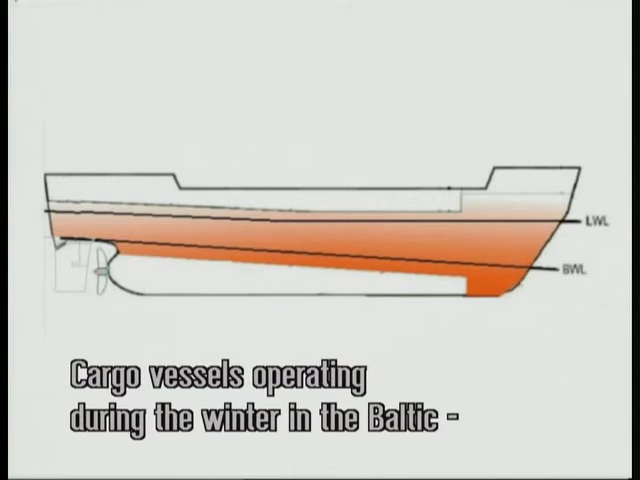 LWL
BWL
Cargo vessels operating
during the winter in the Baltic -